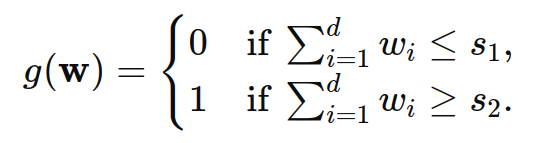 g(w) = { 0 if ∑_{i=1}^{d} w_i ≤ s_1,
1 if ∑_{i=1}^{d} w_i ≥ s_2.